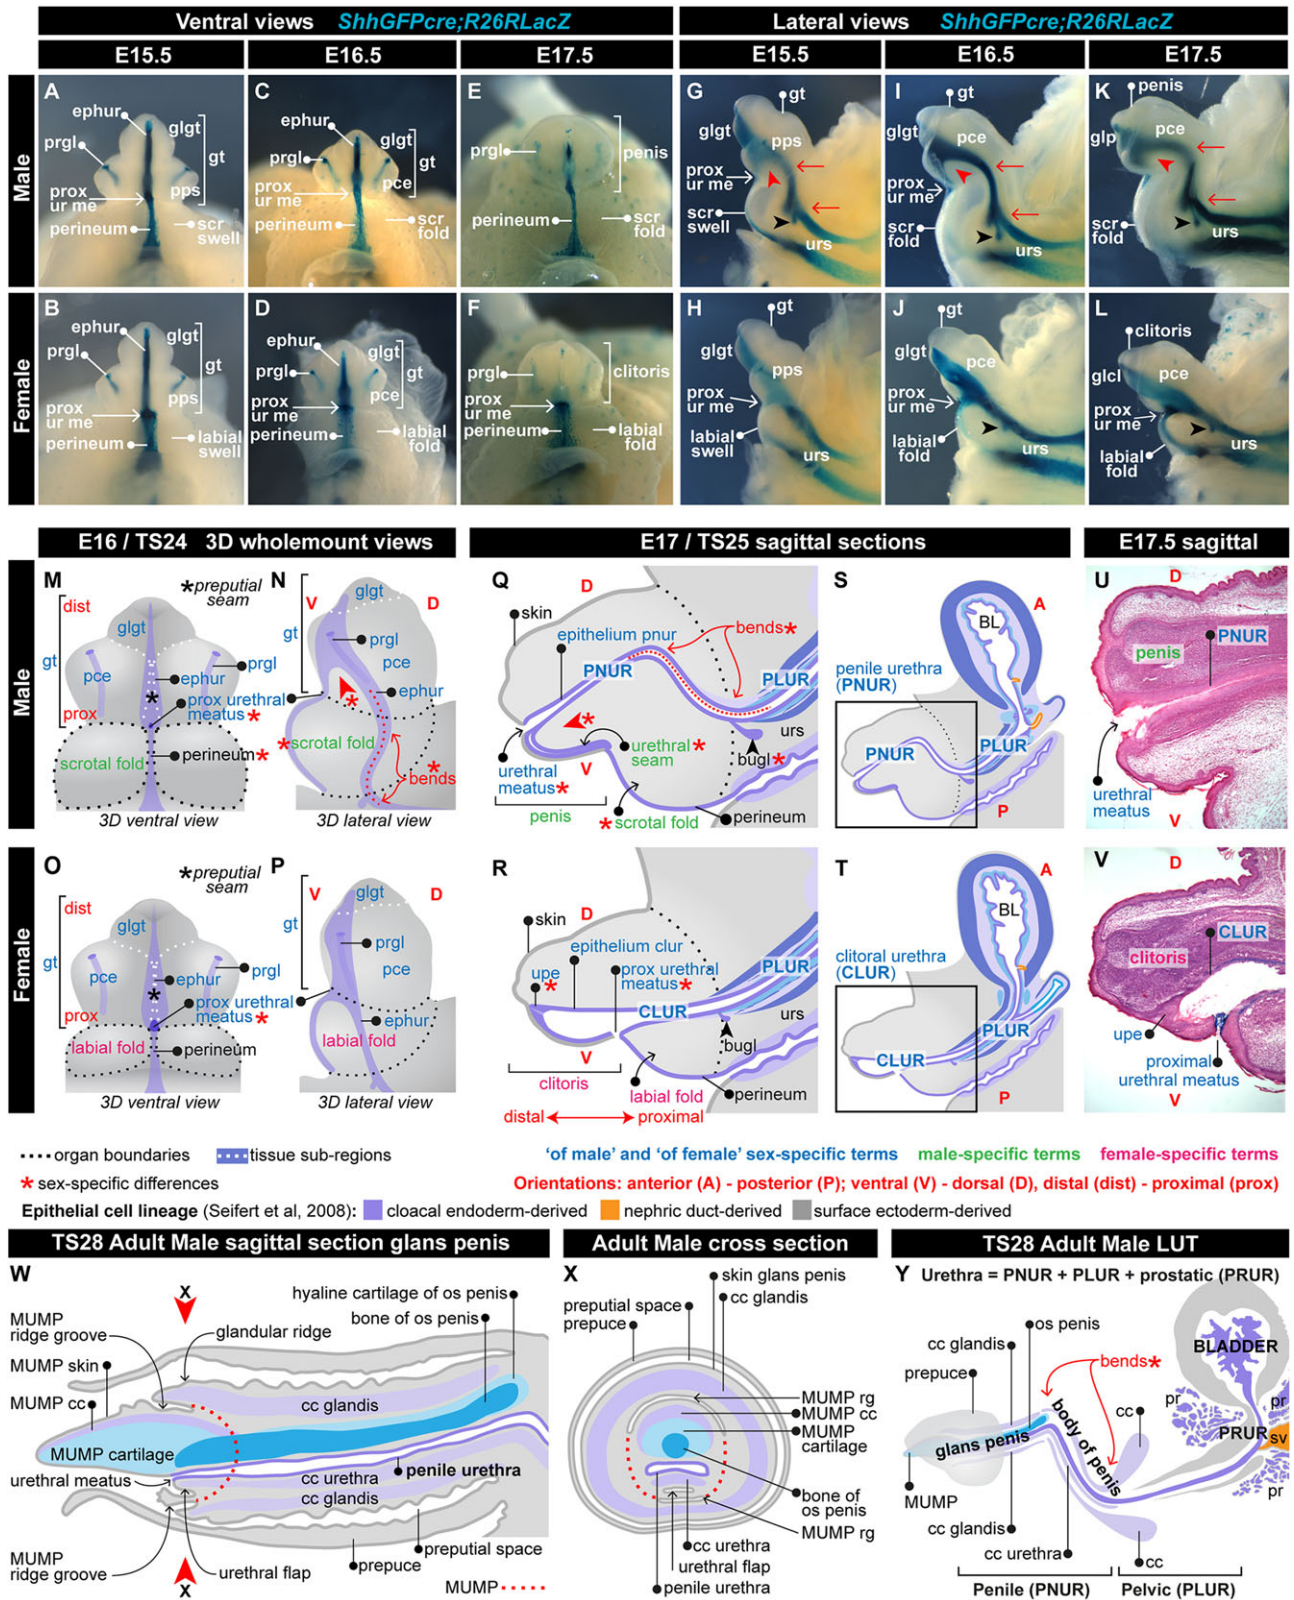 Ventral views ShhGFPcre;R26RLacZ
Lateral views ShhGFPcre;R26RLacZ
E15.5
E16.5
E17.5
E15.5
E16.5
E17.5
Male
A
ephur
glgt
prgl
gt
prox
ur me
pps
perineum
scr
swell
C
ephur
glgt
prgl
gt
prox
ur me
pce
perineum
scr
fold
E
prgl
penis
perineum
scr
fold
G
gt
glgt
pps
prox
ur me
scr
swell
urs
I
gt
glgt
pce
prox
ur me
scr
fold
urs
K
penis
glp
pce
scr
fold
urs
Female
B
ephur
glgt
prgl
gt
pps
prox
ur me
perineum
labial
swell
D
ephur
glgt
prgl
gt
pce
prox
ur me
perineum
labial
fold
F
prgl
clitoris
prox
ur me
perineum
labial
fold
H
gt
glgt
pps
prox
ur me
labial
swell
urs
J
gt
glgt
pce
prox
ur me
labial
fold
urs
L
clitoris
glcl
pce
prox
ur me
labial
fold
urs
E16 / TS24 3D wholemount views
E17 / TS25 sagittal sections
E17.5 sagittal
Male
M
*preputial
seam
dist
glgt
gt
prgl
pce
ephur
*
prox
prox urethral
meatus*
scrotal fold
perineum*
3D ventral view
N
V
D
glgt
gt
prgl
pce
ephur
*
*scrotal fold
*
bends
3D lateral view
Q
D
skin
epithelium pnur
bends*
PNUR
PLUR
*
urs
urethral*
seam
bugl*
urethral
meatus*
V
penis
*scrotal fold
perineum
S
A
BL
penile urethra
(PNUR)
PNUR
PLUR
P
U
D
PNUR
penis
urethral
meatus
V
Female
O
*preputial
seam
dist
glgt
gt
prgl
pce
ephur
*
prox
prox urethral
meatus*
labial fold
perineum
3D ventral view
P
V
D
glgt
gt
prgl
pce
ephur
labial fold
3D lateral view
R
D
skin
epithelium clur
upe
*
prox urethral
meatus*
PLUR
CLUR
urs
bugl
V
clitoris
labial fold
perineum
distal
proximal
T
A
BL
clitoral urethra
(CLUR)
CLUR
PLUR
P
V
D
CLUR
clitoris
upe
proximal
urethral meatus
V
organ boundaries
tissue sub-regions
'of male' and 'of female' sex-specific terms
male-specific terms
female-specific terms
* sex-specific differences
Orientations: anterior (A) - posterior (P); ventral (V) - dorsal (D), distal (dist) - proximal (prox)
Epithelial cell lineage (Seifert et al, 2008): cloacal endoderm-derived nephric duct-derived surface ectoderm-derived
TS28 Adult Male sagittal section glans penis
Adult Male cross section
TS28 Adult Male LUT
W
X
hyaline cartilage of os penis
bone of os penis
MUMP
ridge groove
glandular ridge
MUMP skin
MUMP cc
cc glandis
MUMP cartilage
urethral meatus
cc urethra
penile urethra
cc glandis
MUMP
ridge groove
urethral flap
preputial space
prepuce
X
MUMP
X
skin glans penis
preputial space
cc glandis
prepuce
MUMP rg
MUMP cc
MUMP
cartilage
bone of
os penis
MUMP rg
cc urethra
urethral flap
penile urethra
Y
Urethra = PNUR + PLUR + prostatic (PRUR)
os penis
cc glandis
BLADDER
bends*
prepuce
body of penis
cc
pr
pr
PRUR
sv
glans penis
MUMP
pr
cc glandis
cc urethra
cc
Penile (PNUR)
Pelvic (PLUR)